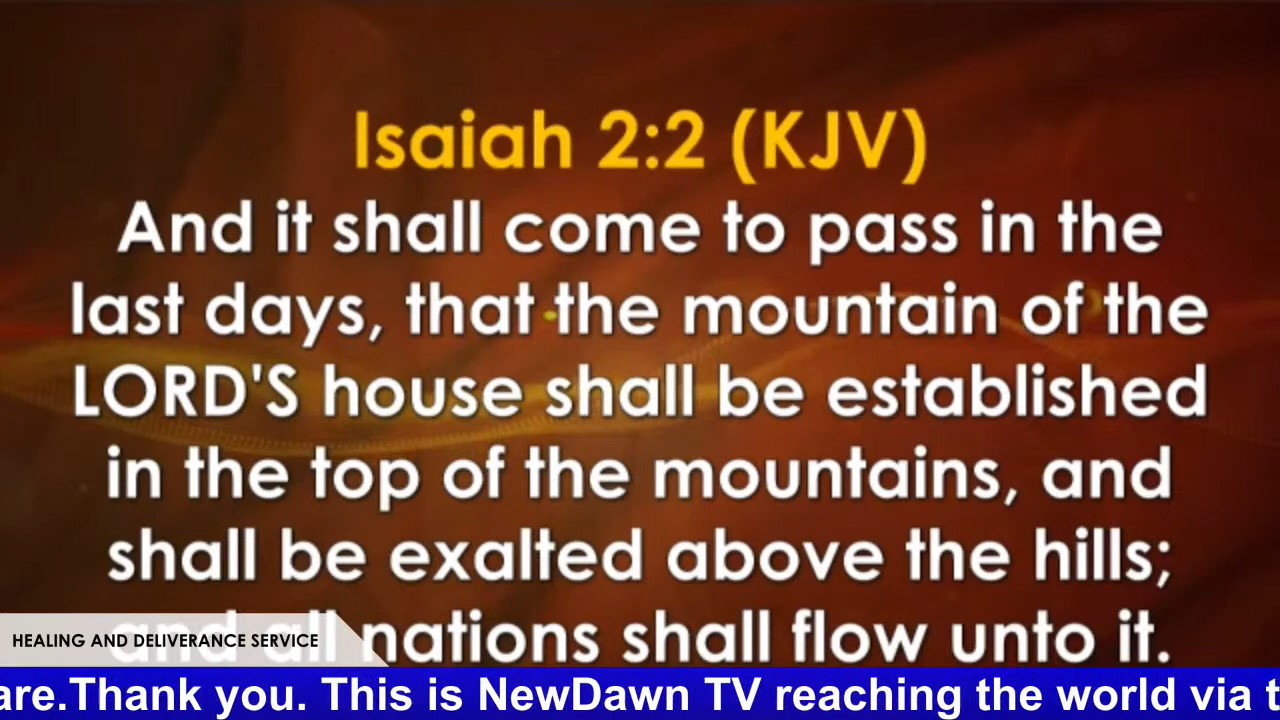 Isaiah 2:2 (KJV)
And it shall come to pass in the
last days, that the mountain of the
LORD'S house shall be established
in the top of the mountains, and
shall be exalted above the hills;
and all nations shall flow unto it.
HEALING AND DELIVERANCE SERVICE
are.Thank you. This is NewDawn TV reaching the world via t